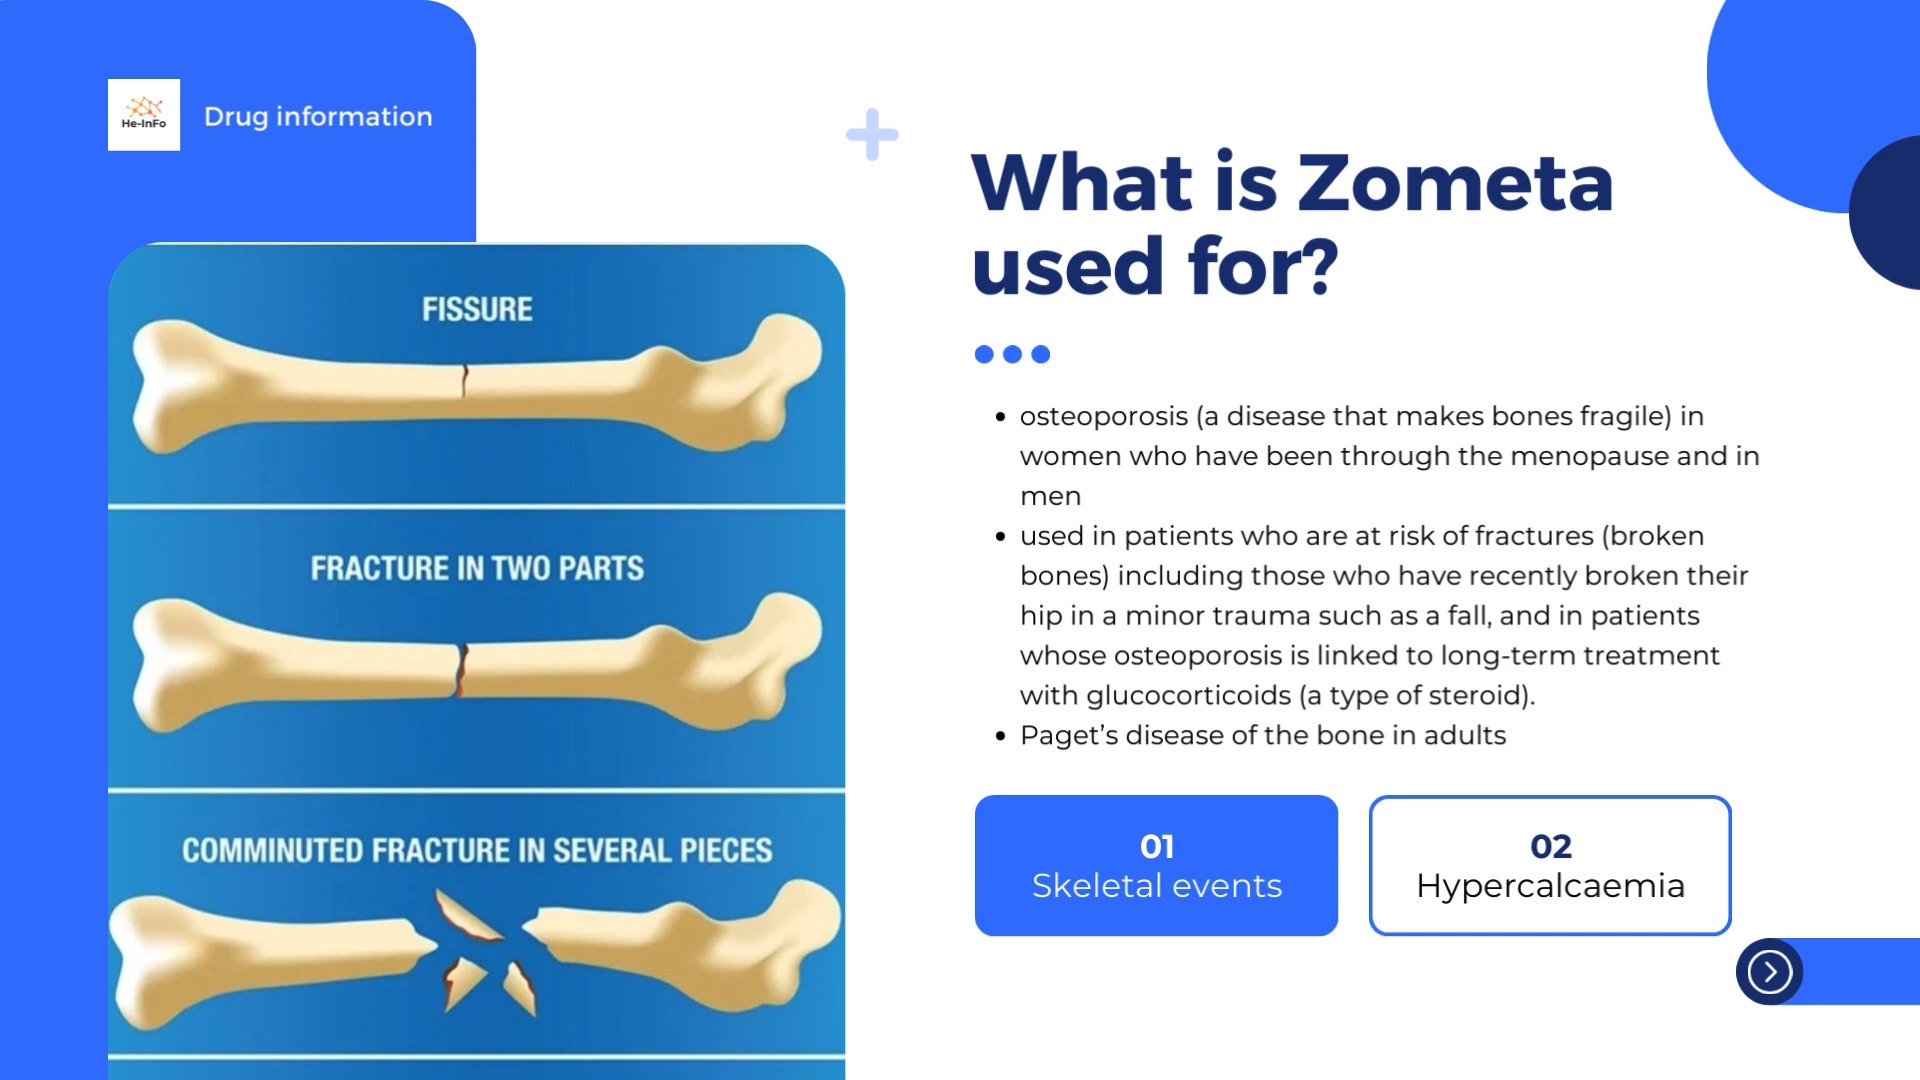 He-InFo
Drug information
What is Zometa
used for?
FISSURE
FRACTURE IN TWO PARTS
COMMINUTED FRACTURE IN SEVERAL PIECES
• osteoporosis (a disease that makes bones fragile) in
women who have been through the menopause and in
men
• used in patients who are at risk of fractures (broken
bones) including those who have recently broken their
hip in a minor trauma such as a fall, and in patients
whose osteoporosis is linked to long-term treatment
with glucocorticoids (a type of steroid).
• Paget’s disease of the bone in adults
01
Skeletal events
02
Hypercalcaemia